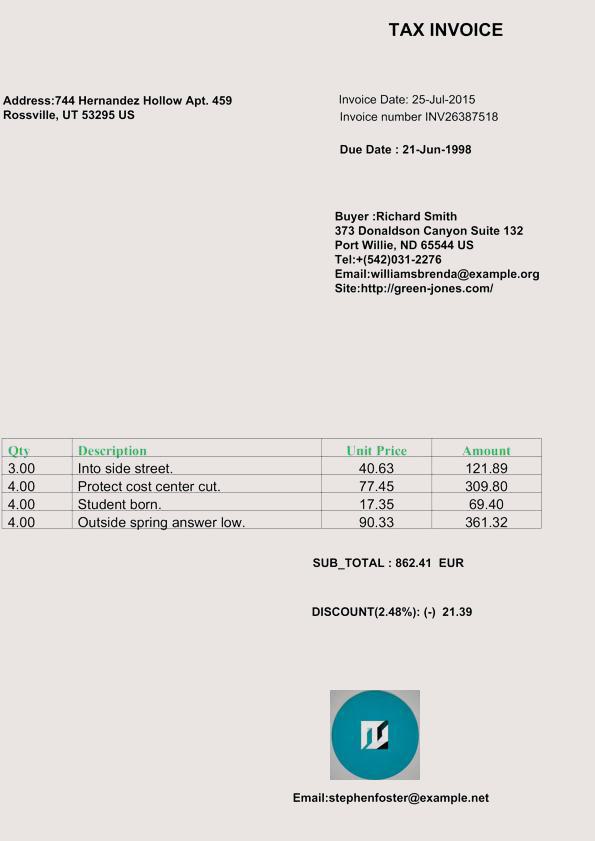 TAX INVOICE
Address:744 Hernandez Hollow Apt. 459
Rossville, UT 53295 US
Invoice Date: 25-Jul-2015
Invoice number INV26387518
Due Date : 21-Jun-1998
Buyer :Richard Smith
373 Donaldson Canyon Suite 132
Port Willie, ND 65544 US
Tel:+(542)031-2276
Email:williamsbrenda@example.org
Site:http://green-jones.com/
Qty Description Unit Price Amount
3.00 Into side street. 40.63 121.89
4.00 Protect cost center cut. 77.45 309.80
4.00 Student born. 17.35 69.40
4.00 Outside spring answer low. 90.33 361.32
SUB_TOTAL : 862.41 EUR
DISCOUNT(2.48%): (-) 21.39
Email:stephenfoster@example.net